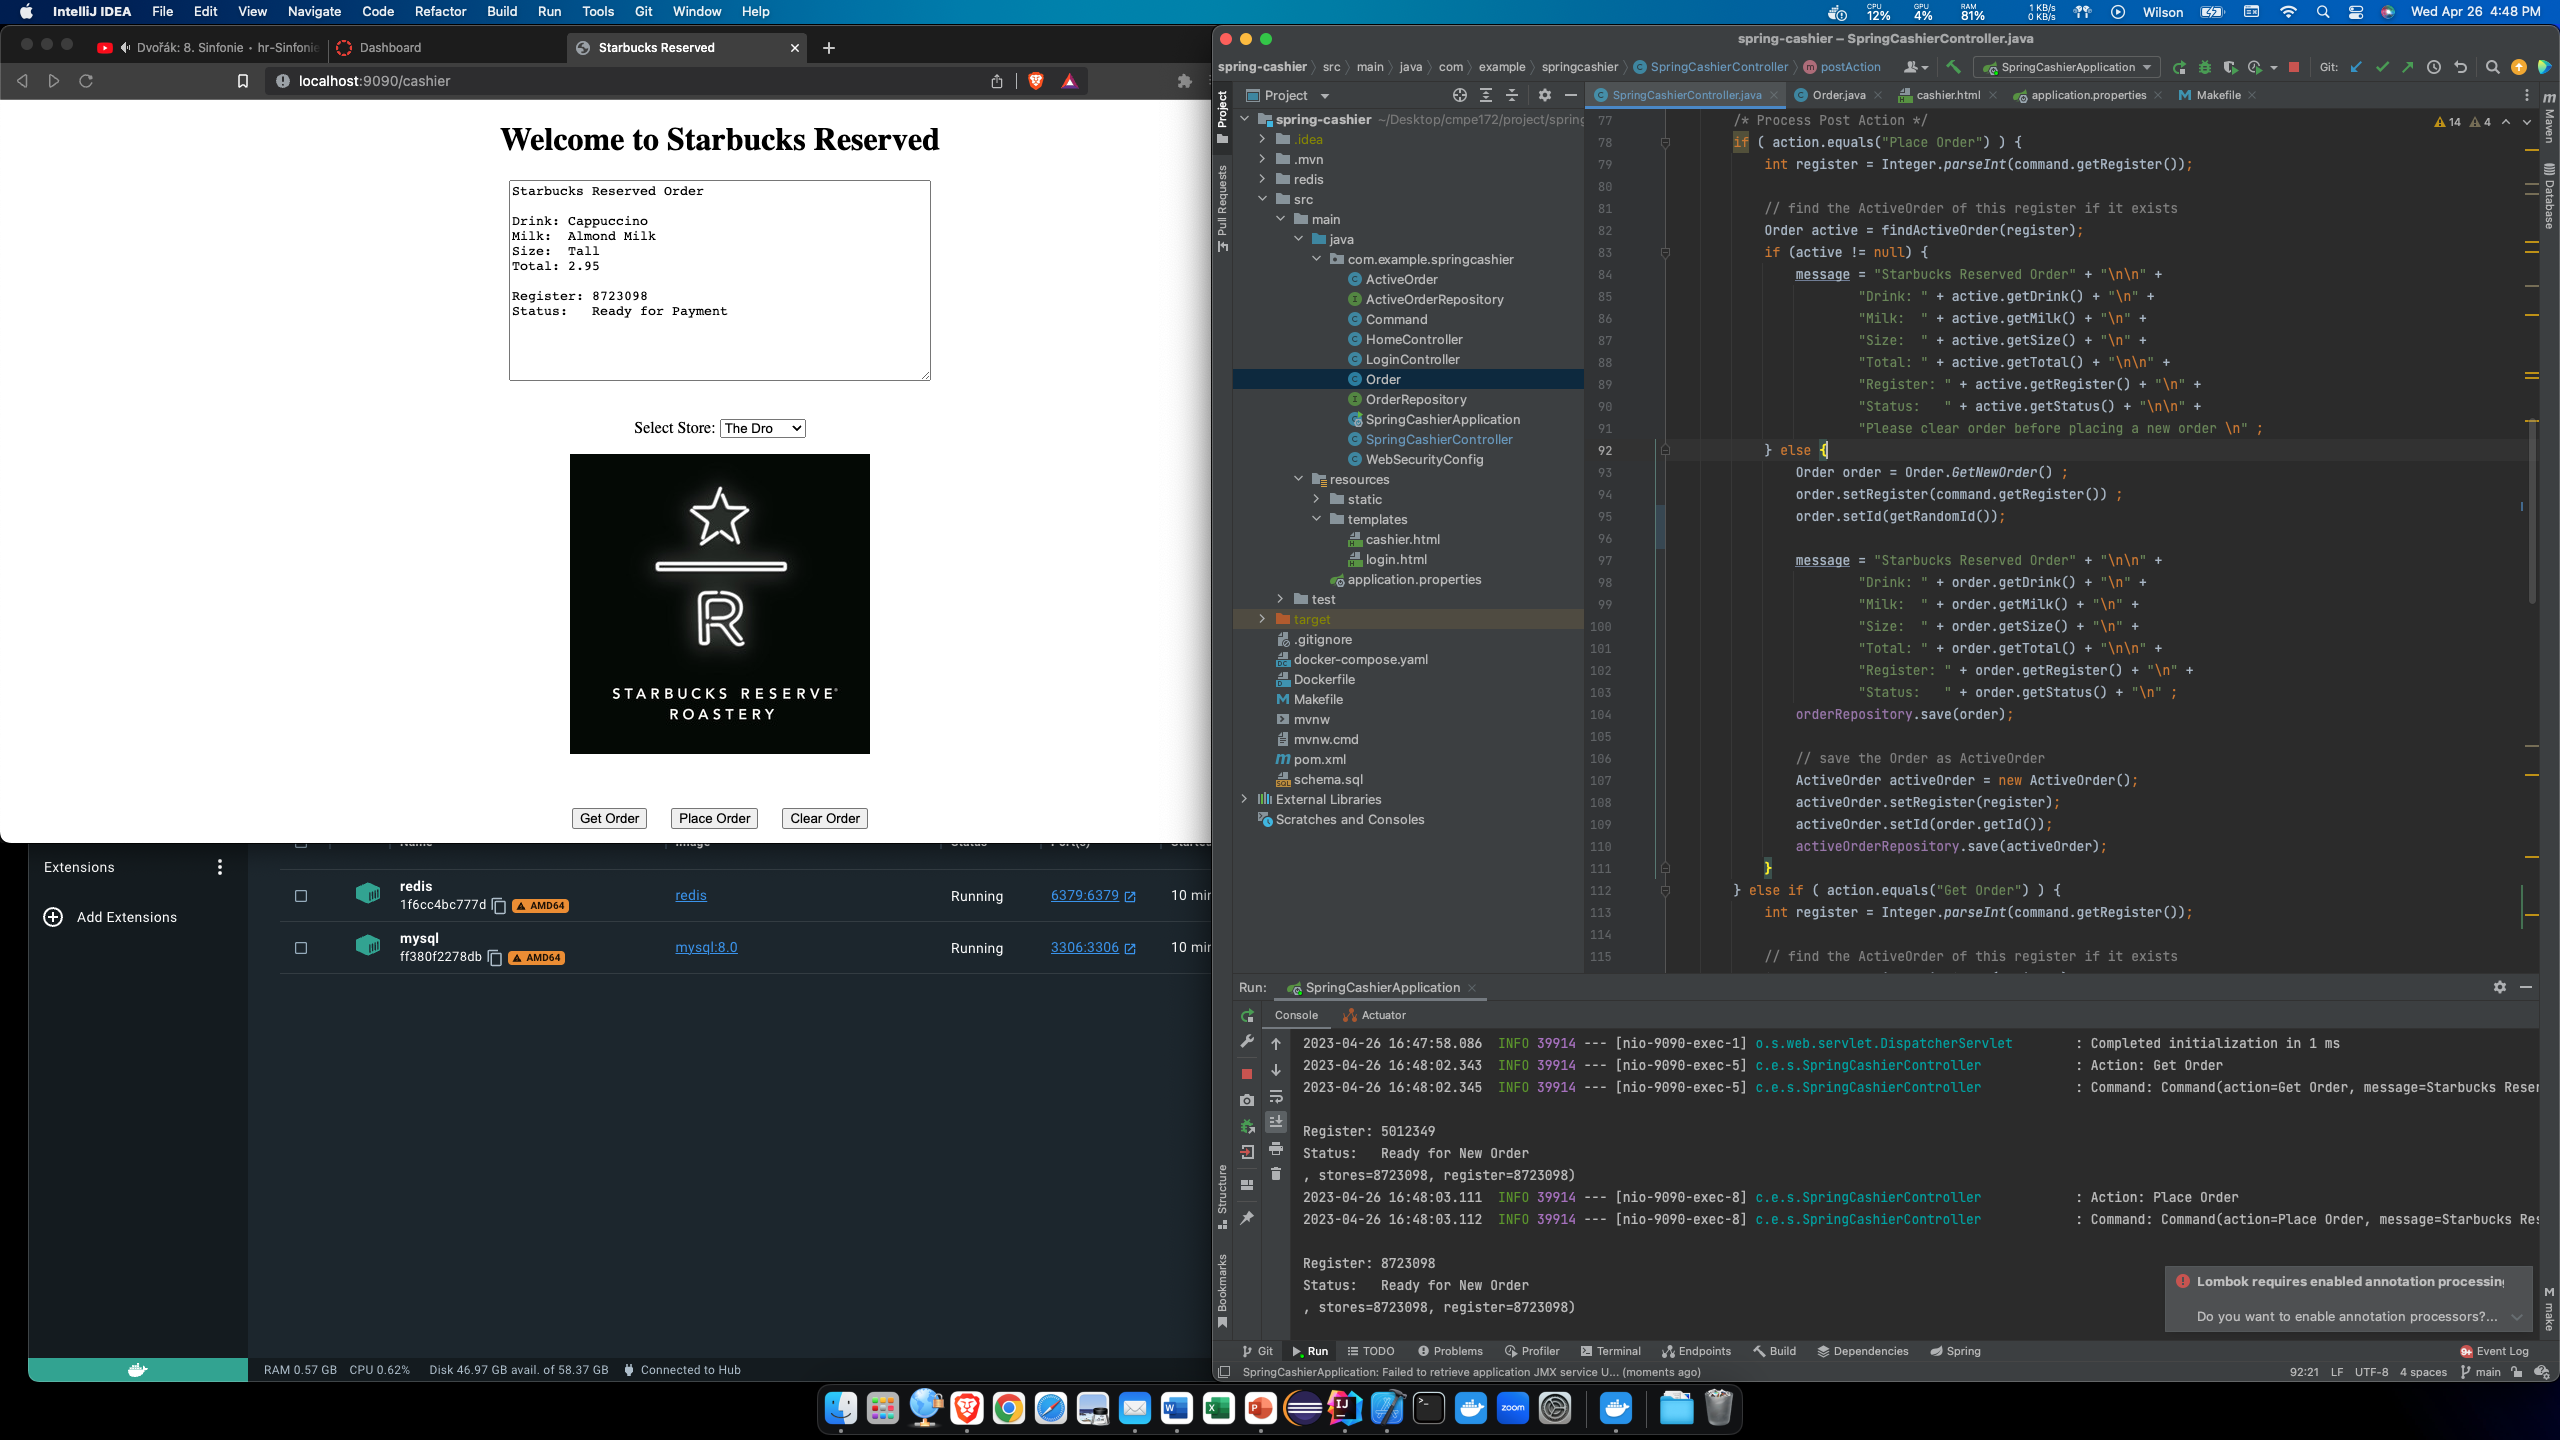 IntelliJ IDEA File Edit View Navigate Code Refactor Build Run Tools Git Window Help
CPU 12% GPU 4% RAM 81% 1 KB/s 0 KB/s Wilson Wed Apr 26 4:48 PM
Dvořák: 8. Sinfonie • hr-Sinfonie Dashboard Starbucks Reserved
localhost:9090/cashier
Welcome to Starbucks Reserved
Starbucks Reserved Order
Drink: Cappuccino
Milk: Almond Milk
Size: Tall
Total: 2.95
Register: 8723098
Status: Ready for Payment
Select Store: The Dro
R
STARBUCKS RESERVE®
ROASTERY
Get Order Place Order Clear Order
Extensions
Add Extensions
Name Image Status Port(s) Started
redis
1f6cc4bc777d AMD64 redis Running 6379:6379 10 min
mysql
ff380f2278db AMD64 mysql:8.0 Running 3306:3306 10 min
RAM 0.57 GB CPU 0.62% Disk 46.97 GB avail. of 58.37 GB Connected to Hub
spring-cashier – SpringCashierController.java
spring-cashier src main java com example springcashier SpringCashierController postAction SpringCashierApplication Git:
Project
Pull Requests
Structure
Bookmarks
Maven
Database
make
Project
spring-cashier ~/Desktop/cmpe172/project/spring
.idea
.mvn
redis
src
main
java
com.example.springcashier
ActiveOrder
ActiveOrderRepository
Command
HomeController
LoginController
Order
OrderRepository
SpringCashierApplication
SpringCashierController
WebSecurityConfig
resources
static
templates
cashier.html
login.html
application.properties
test
target
.gitignore
docker-compose.yaml
Dockerfile
Makefile
mvnw
mvnw.cmd
pom.xml
schema.sql
External Libraries
Scratches and Consoles
SpringCashierController.java Order.java cashier.html application.properties Makefile
14 4
77 /* Process Post Action */
78 if ( action.equals("Place Order") ) {
79 int register = Integer.parseInt(command.getRegister());
80
81 // find the ActiveOrder of this register if it exists
82 Order active = findActiveOrder(register);
83 if (active != null) {
84 message = "Starbucks Reserved Order" + "\n\n" +
85 "Drink: " + active.getDrink() + "\n" +
86 "Milk:  " + active.getMilk() + "\n" +
87 "Size:  " + active.getSize() + "\n" +
88 "Total: " + active.getTotal() + "\n\n" +
89 "Register: " + active.getRegister() + "\n" +
90 "Status:   " + active.getStatus() + "\n\n" +
91 "Please clear order before placing a new order \n" ;
92 } else {
93 Order order = Order.GetNewOrder() ;
94 order.setRegister(command.getRegister()) ;
95 order.setId(getRandomId());
96
97 message = "Starbucks Reserved Order" + "\n\n" +
98 "Drink: " + order.getDrink() + "\n" +
99 "Milk:  " + order.getMilk() + "\n" +
100 "Size:  " + order.getSize() + "\n" +
101 "Total: " + order.getTotal() + "\n\n" +
102 "Register: " + order.getRegister() + "\n" +
103 "Status:   " + order.getStatus() + "\n" ;
104 orderRepository.save(order);
105
106 // save the Order as ActiveOrder
107 ActiveOrder activeOrder = new ActiveOrder();
108 activeOrder.setRegister(register);
109 activeOrder.setId(order.getId());
110 activeOrderRepository.save(activeOrder);
111 }
112 } else if ( action.equals("Get Order") ) {
113 int register = Integer.parseInt(command.getRegister());
114
115 // find the ActiveOrder of this register if it exists
Run: SpringCashierApplication
Console Actuator
2023-04-26 16:47:58.086 INFO 39914 --- [nio-9090-exec-1] o.s.web.servlet.DispatcherServlet : Completed initialization in 1 ms
2023-04-26 16:48:02.343 INFO 39914 --- [nio-9090-exec-5] c.e.s.SpringCashierController : Action: Get Order
2023-04-26 16:48:02.345 INFO 39914 --- [nio-9090-exec-5] c.e.s.SpringCashierController : Command: Command(action=Get Order, message=Starbucks Reser
Register: 5012349
Status: Ready for New Order
, stores=8723098, register=8723098)
2023-04-26 16:48:03.111 INFO 39914 --- [nio-9090-exec-8] c.e.s.SpringCashierController : Action: Place Order
2023-04-26 16:48:03.112 INFO 39914 --- [nio-9090-exec-8] c.e.s.SpringCashierController : Command: Command(action=Place Order, message=Starbucks Res
Register: 8723098
Status: Ready for New Order
, stores=8723098, register=8723098)
Lombok requires enabled annotation processing
Do you want to enable annotation processors?...
Git Run TODO Problems Profiler Terminal Endpoints Build Dependencies Spring Event Log
SpringCashierApplication: Failed to retrieve application JMX service U... (moments ago) 92:21 LF UTF-8 4 spaces main
zoom